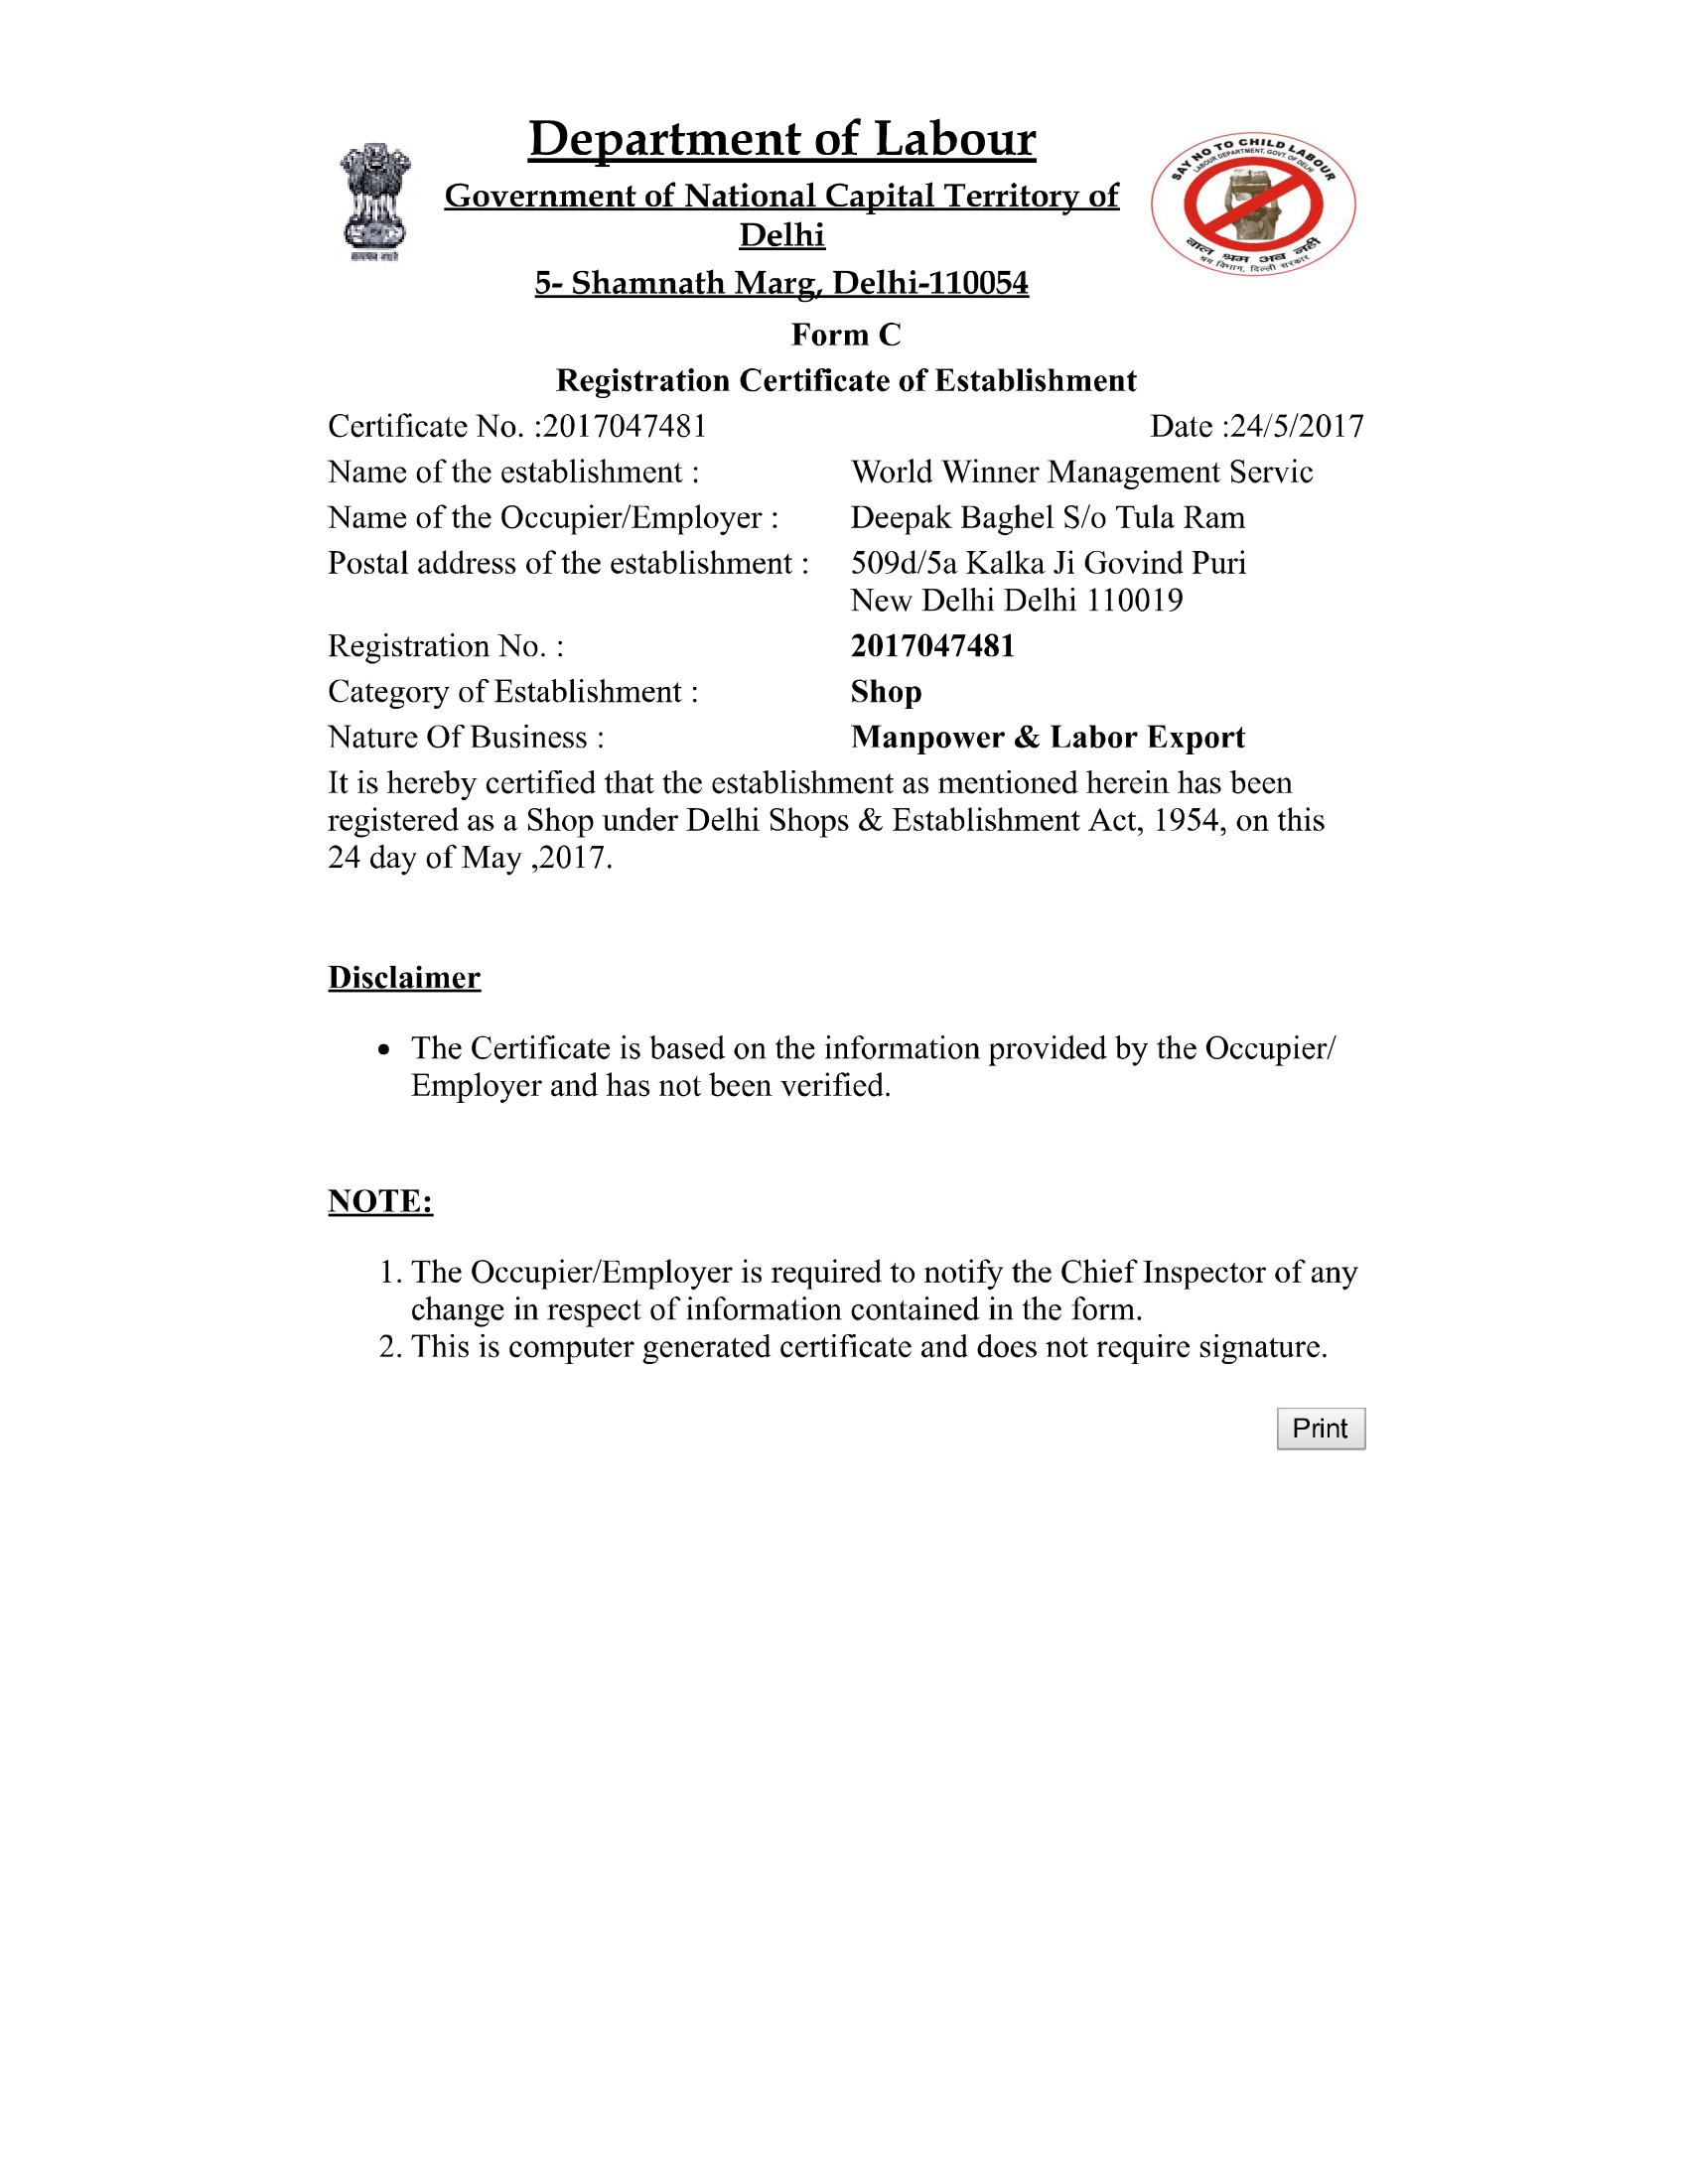 Department of Labour
Government of National Capital Territory of
Delhi
5- Shamnath Marg, Delhi-110054
SAY NO TO CHILD LABOUR
LABOUR DEPARTMENT, GOVT. OF DELHI
बाल श्रम अब नहीं
श्रम विभाग, दिल्ली सरकार
Form C
Registration Certificate of Establishment
Certificate No. :2017047481 Date :24/5/2017
Name of the establishment : World Winner Management Servic
Name of the Occupier/Employer : Deepak Baghel S/o Tula Ram
Postal address of the establishment : 509d/5a Kalka Ji Govind Puri
New Delhi Delhi 110019
Registration No. : 2017047481
Category of Establishment : Shop
Nature Of Business : Manpower & Labor Export
It is hereby certified that the establishment as mentioned herein has been
registered as a Shop under Delhi Shops & Establishment Act, 1954, on this
24 day of May ,2017.
Disclaimer
• The Certificate is based on the information provided by the Occupier/
Employer and has not been verified.
NOTE:
1. The Occupier/Employer is required to notify the Chief Inspector of any
change in respect of information contained in the form.
2. This is computer generated certificate and does not require signature.
Print